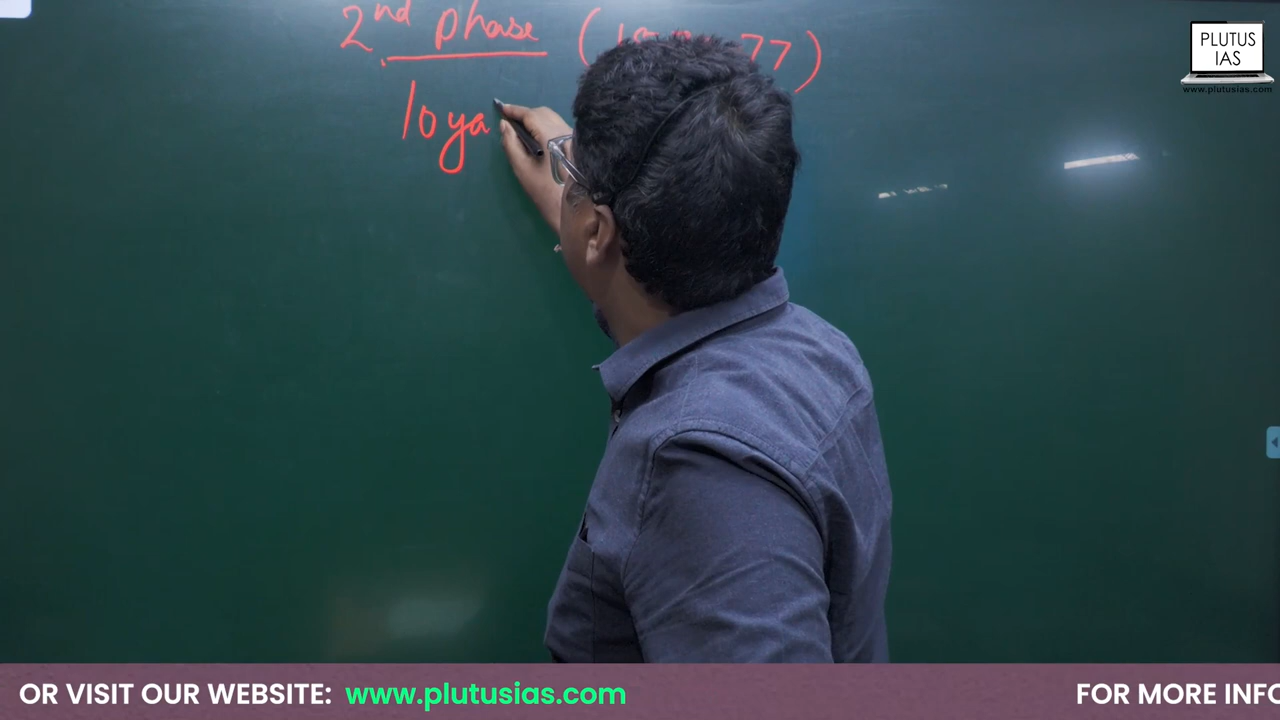 2nd phase ( 77)
10 ya
PLUTUS
IAS
www.plutusias.com
OR VISIT OUR WEBSITE: www.plutusias.com FOR MORE INFO